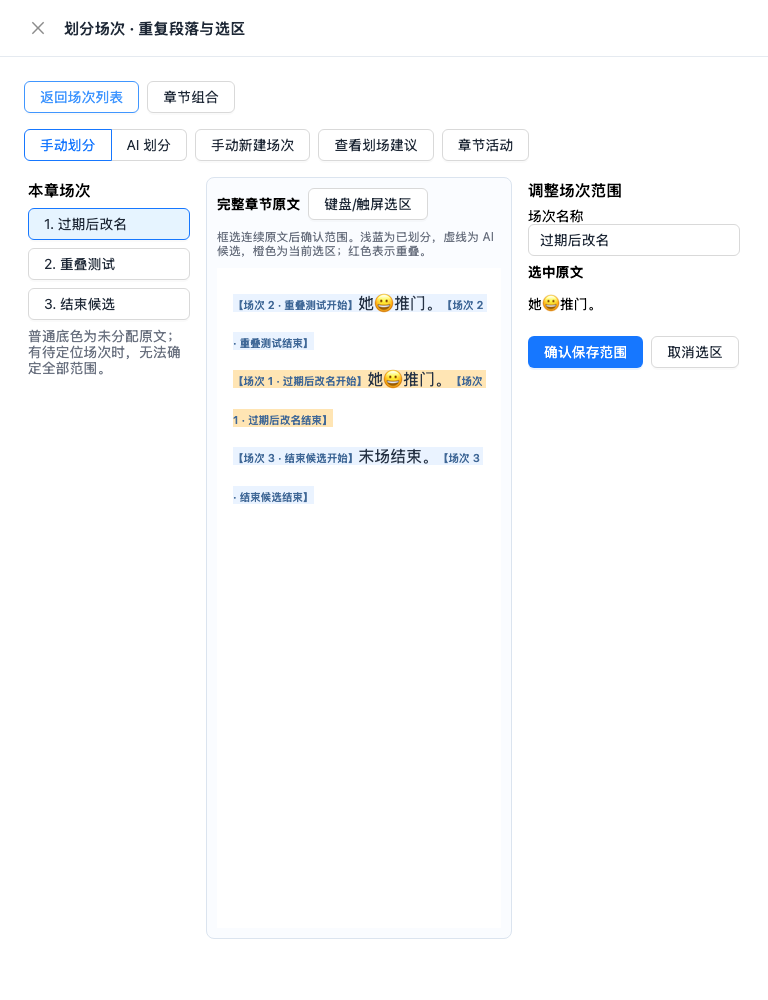 划分场次 · 重复段落与选区
返回场次列表
章节组合
手动划分
AI 划分
手动新建场次
查看划场建议
章节活动
本章场次
1. 过期后改名
2. 重叠测试
3. 结束候选
普通底色为未分配原文；
有待定位场次时，无法确
定全部范围。
完整章节原文
键盘/触屏选区
框选连续原文后确认范围。浅蓝为已划分，虚线为 AI
候选，橙色为当前选区；红色表示重叠。
【场次 2 · 重叠测试开始】她😀推门。【场次 2
· 重叠测试结束】
【场次 1 · 过期后改名开始】她😀推门。【场次
1 · 过期后改名结束】
【场次 3 · 结束候选开始】末场结束。【场次 3
· 结束候选结束】
调整场次范围
场次名称
过期后改名
选中原文
她😀推门。
确认保存范围
取消选区